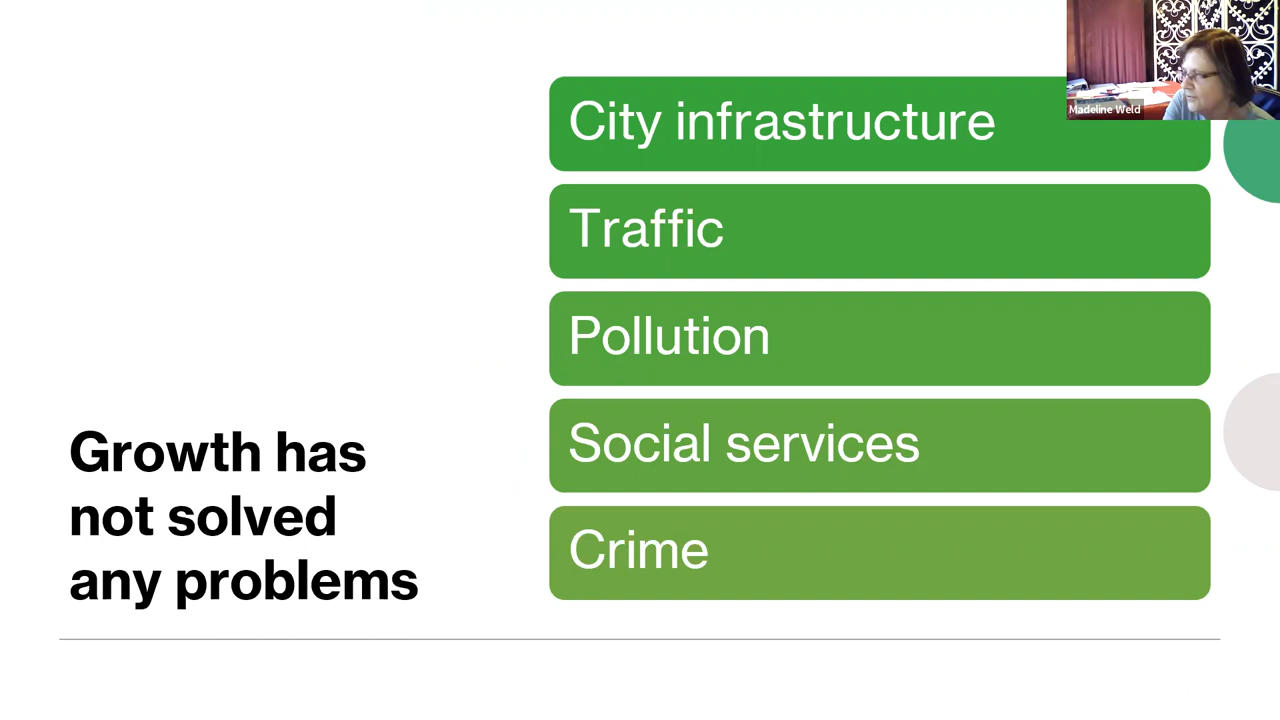 City infrastructure
Madeline Weld
Traffic
Pollution
Social services
Crime
Growth has
not solved
any problems